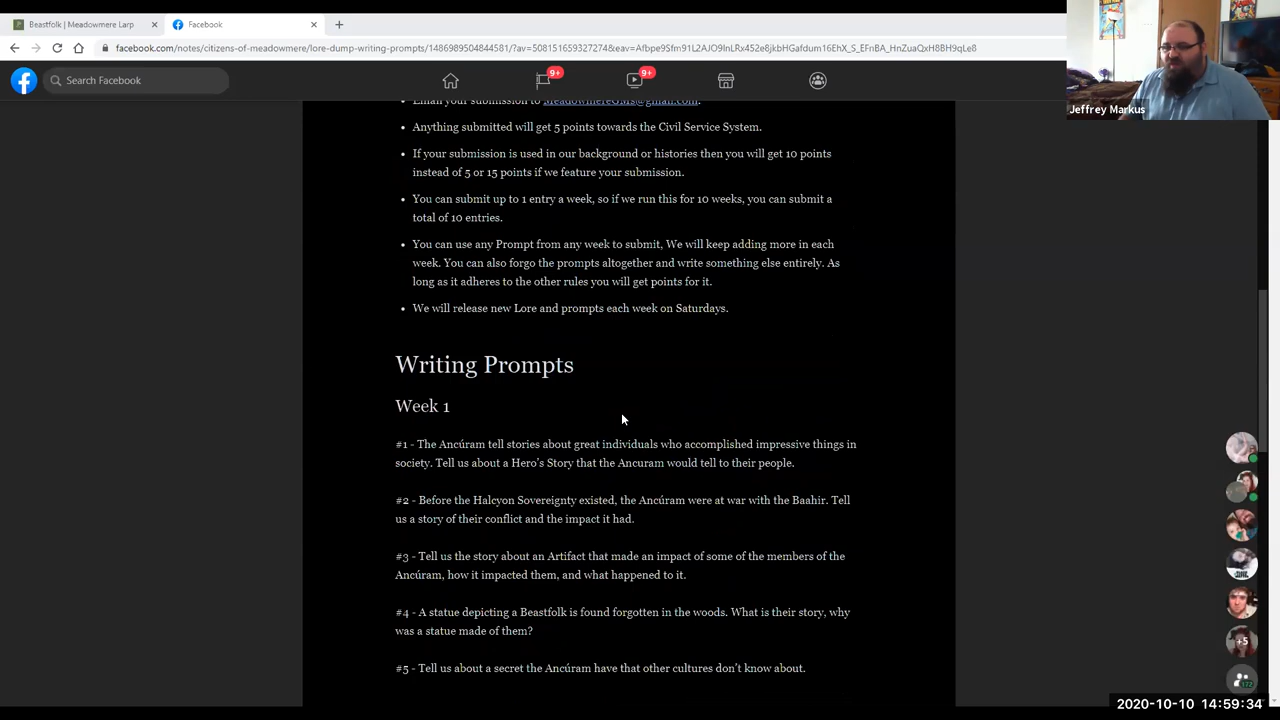 Beastfolk | Meadowmere Larp
Facebook
facebook.com/notes/citizens-of-meadowmere/lore-dump-writing-prompts/1486989504844581/?av=5081516593272274&eav=Afbpe9Sfm91L2AJO9InLRx452e8jkbHGafdum16EhX_S_EFnBA_HnZuaQxH8BH9qLe8
Search Facebook
9+
9+
Jeffrey Markus
Email your submission to MeadowmereGMs@gmail.com.
• Anything submitted will get 5 points towards the Civil Service System.
• If your submission is used in our background or histories then you will get 10 points
instead of 5 or 15 points if we feature your submission.
• You can submit up to 1 entry a week, so if we run this for 10 weeks, you can submit a
total of 10 entries.
• You can use any Prompt from any week to submit, We will keep adding more in each
week. You can also forgo the prompts altogether and write something else entirely. As
long as it adheres to the other rules you will get points for it.
• We will release new Lore and prompts each week on Saturdays.
Writing Prompts
Week 1
#1 - The Ancúram tell stories about great individuals who accomplished impressive things in
society. Tell us about a Hero's Story that the Ancuram would tell to their people.
#2 - Before the Halcyon Sovereignty existed, the Ancúram were at war with the Baahir. Tell
us a story of their conflict and the impact it had.
#3 - Tell us the story about an Artifact that made an impact of some of the members of the
Ancúram, how it impacted them, and what happened to it.
#4 - A statue depicting a Beastfolk is found forgotten in the woods. What is their story, why
was a statue made of them?
#5 - Tell us about a secret the Ancúram have that other cultures don't know about.
+5
172
2020-10-10 14:59:34